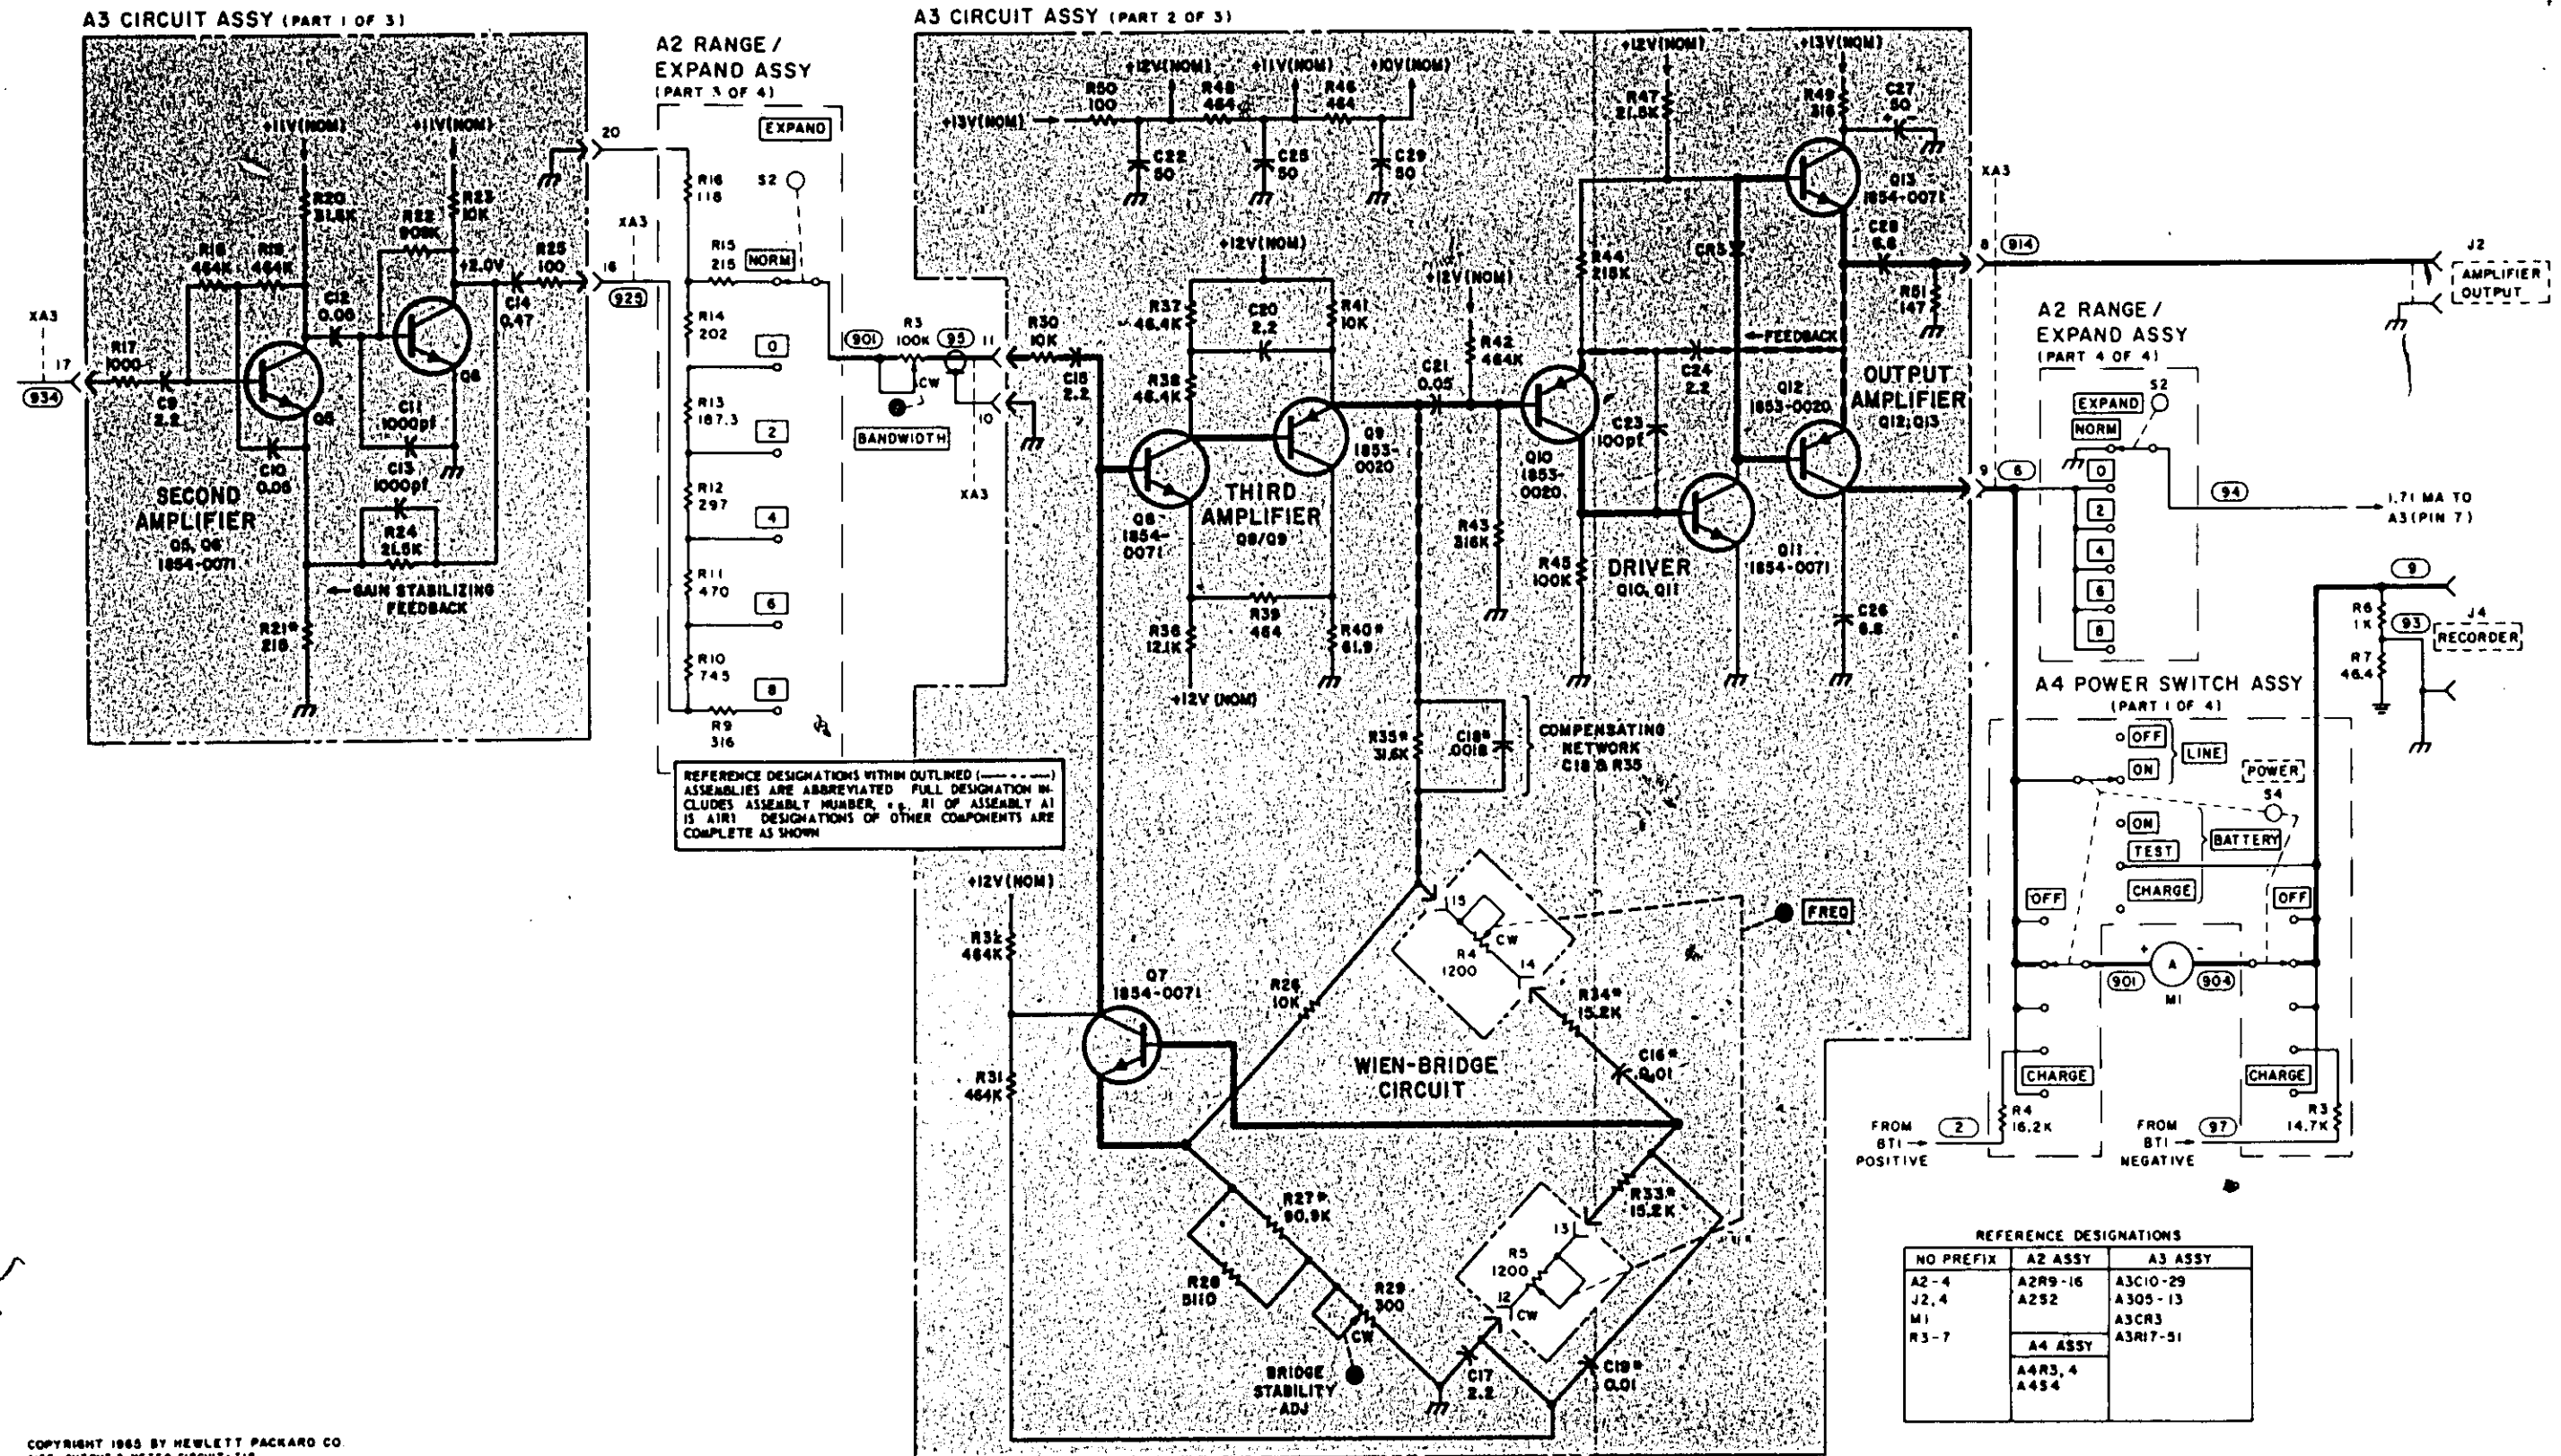 A3 CIRCUIT ASSY (PART 1 OF 3)
+11V(NOM)
+11V(NOM)
20
R20
31.6K
R23
10K
R22
909K
R18
464K
R19
464K
+2.0V
R25
100
16
925
XA3
C12
0.05
C14
0.47
XA3
17
934
R17
1000
C9
2.2
Q5
Q6
C11
1000pf
C10
0.05
C13
1000pf
SECOND
AMPLIFIER
Q5, Q6
1854-0071
R24
21.5K
GAIN STABILIZING
FEEDBACK
R21*
215
A2 RANGE/
EXPAND ASSY
(PART 3 OF 4)
EXPAND
R16
118
S2
R15
215
NORM
R14
202
0
R13
187.3
2
R12
297
4
R11
470
6
R10
745
8
R9
316
901
R3
100K
95
11
CW
BANDWIDTH
10
XA3
REFERENCE DESIGNATIONS WITHIN OUTLINED (—--—)
ASSEMBLIES ARE ABBREVIATED FULL DESIGNATION IN-
CLUDES ASSEMBLY NUMBER, e.g., R1 OF ASSEMBLY A1
IS A1R1 DESIGNATIONS OF OTHER COMPONENTS ARE
COMPLETE AS SHOWN
A3 CIRCUIT ASSY (PART 2 OF 3)
+12V(NOM)
+11V(NOM)
+10V(NOM)
+13V(NOM)
R50
100
R48
464
R46
464
C22
50
C25
50
C29
50
+12V(NOM)
+13V(NOM)
R47
21.5K
R49
316
C27
50
Q13
1854-0071
+12V(NOM)
+12V(NOM)
R30
10K
C15
2.2
R37
46.4K
C20
2.2
R41
10K
R38
46.4K
R42
464K
R44
215K
CR3
C28
6.8
R51
147
XA3
8
914
J2
AMPLIFIER
OUTPUT
FEEDBACK
C24
2.2
C21
0.05
C23
100pf
Q12
1853-0020
OUTPUT
AMPLIFIER
Q12, Q13
Q8
1854-
0071
THIRD
AMPLIFIER
Q8/Q9
Q9
1853-
0020
Q10
1853-
0020
R43
316K
R45
100K
DRIVER
Q10, Q11
Q11
1854-0071
C26
6.8
R36
12.1K
R39
464
R40*
61.9
+12V (NOM)
R35*
31.6K
C18*
.0018
COMPENSATING
NETWORK
C18 & R35
+12V(NOM)
R32
464K
Q7
1854-0071
R31
464K
R26
10K
15
CW
R4
1200
14
FREQ
R34*
15.2K
C16*
0.01
WIEN-BRIDGE
CIRCUIT
R27*
90.9K
R28
5110
R29
300
CW
BRIDGE
STABILITY
ADJ
R33*
15.2K
13
R5
1200
12
CW
C17
2.2
C19*
0.01
A2 RANGE/
EXPAND ASSY
(PART 4 OF 4)
S2
EXPAND
NORM
9
6
0
2
4
6
8
94
1.71 MA TO
A3 (PIN 7)
9
R6
1K
93
J4
RECORDER
R7
46.4
A4 POWER SWITCH ASSY
(PART 1 OF 4)
OFF
ON
LINE
POWER
S4
ON
TEST
CHARGE
BATTERY
OFF
OFF
+
A
-
901
904
M1
CHARGE
CHARGE
R4
16.2K
R3
14.7K
FROM
BT1
POSITIVE
2
FROM
BT1
NEGATIVE
97
REFERENCE DESIGNATIONS
NO PREFIX A2 ASSY A3 ASSY
A2-4 A2R9-16 A3C10-29
J2, 4 A2S2 A3Q5-13
M1 A3CR3
R3-7 A4 ASSY A3R17-51
A4R3, 4
A4S4
COPYRIGHT 1965 BY HEWLETT PACKARD CO.